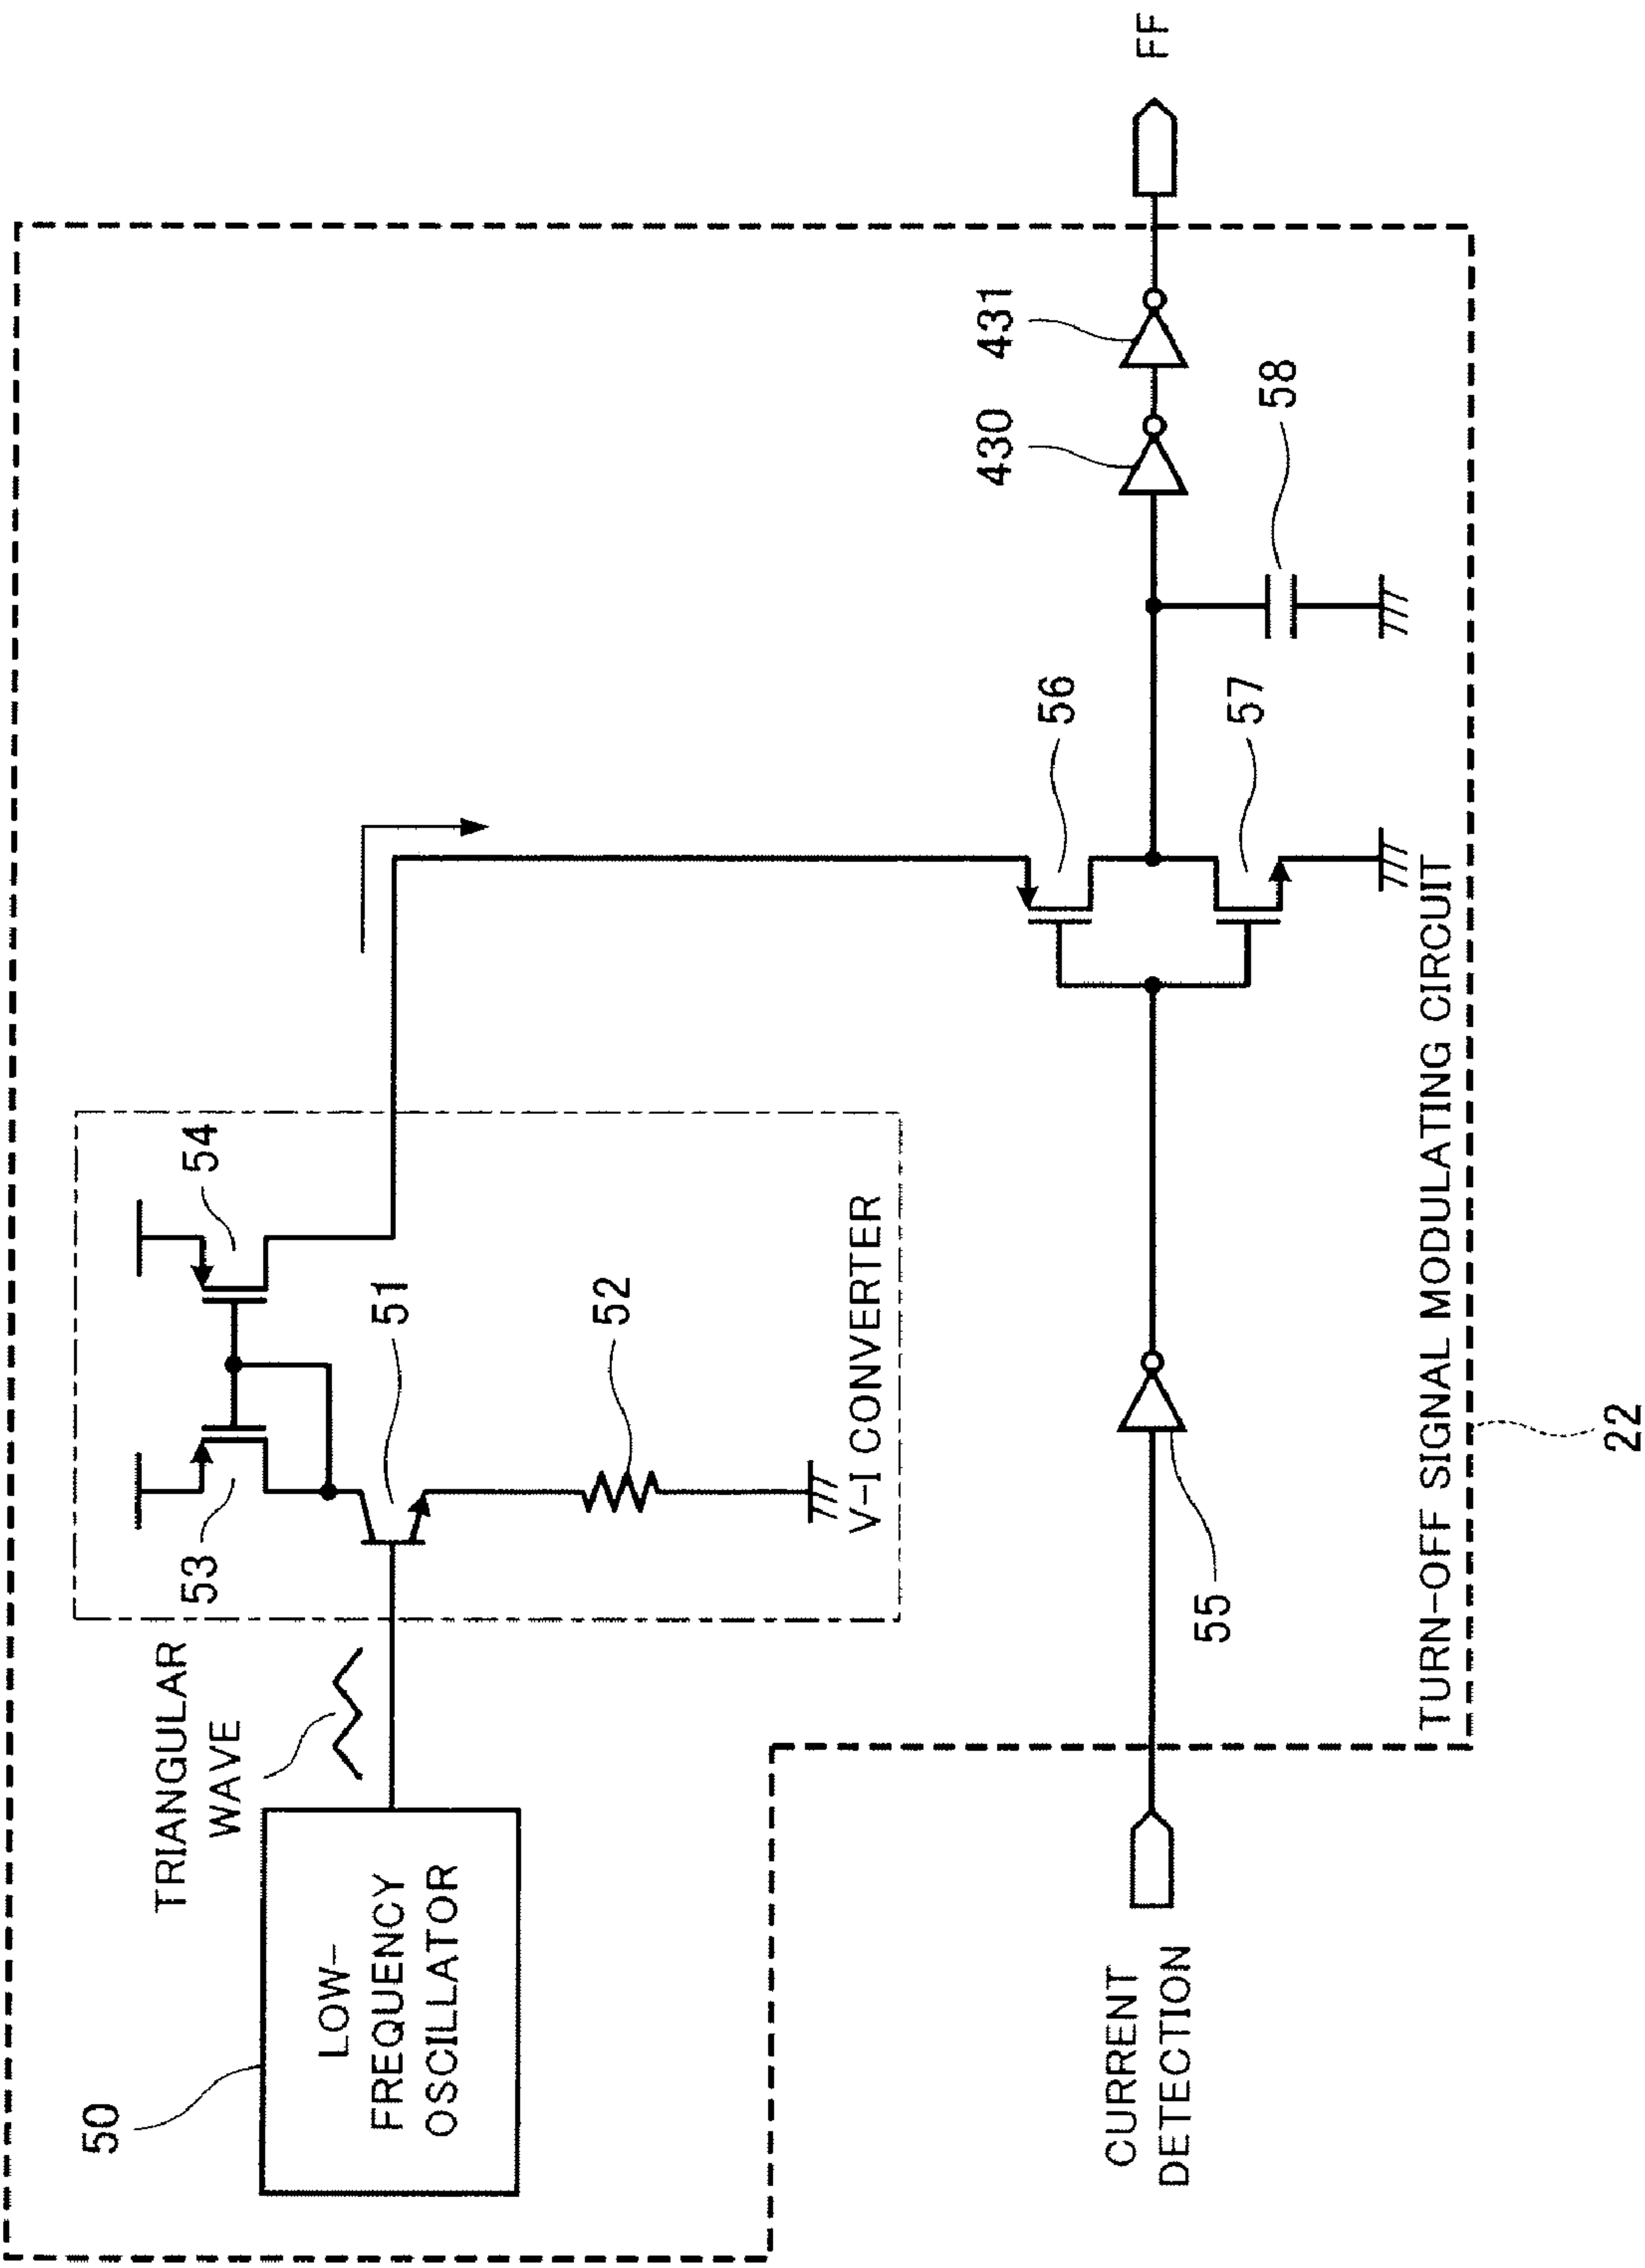 50
LOW-
FREQUENCY
OSCILLATOR
TRIANGULAR
WAVE
53
54
51
52
V-I CONVERTER
CURRENT
DETECTION
55
56
57
430
431
58
FF
TURN-OFF SIGNAL MODULATING CIRCUIT
22